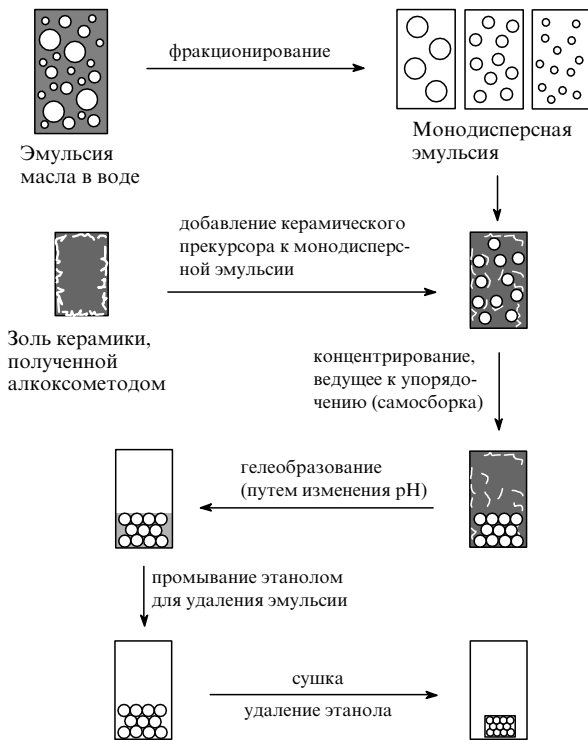 фракционирование
Эмульсия
масла в воде
Монодисперсная
эмульсия
добавление керамического
прекурсора к монодисперс-
ной эмульсии
Золь керамики,
полученной
алкоксометодом
концентрирование,
ведущее к упорядо-
чению (самосборка)
гелеобразование
(путем изменения pH)
промывание этанолом
для удаления эмульсии
сушка
удаление этанола